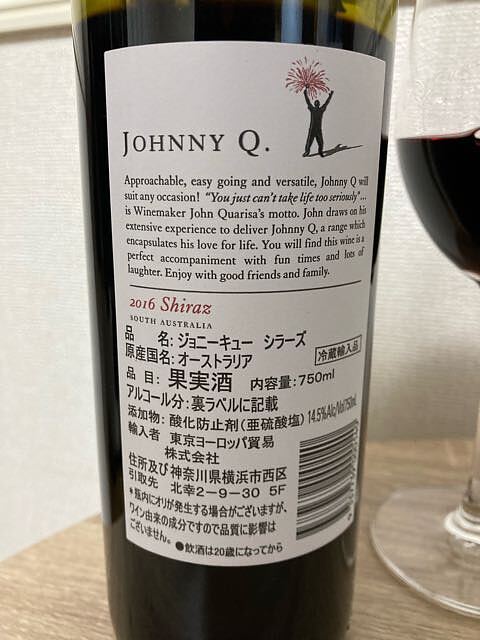 JOHNNY Q.
Approachable, easy going and versatile, Johnny Q will
suit any occasion! "You just can't take life too seriously"...
is Winemaker John Quarisa's motto. John draws on his
extensive experience to deliver Johnny Q, a range which
encapsulates his love for life. You will find this wine is a
perfect accompaniment with fun times and lots of
laughter. Enjoy with good friends and family.
2016 Shiraz
SOUTH AUSTRALIA
品 名:ジョニーキュー シラーズ
原産国名:オーストラリア 冷蔵輸入品
品目:果実酒 内容量:750ml
アルコール分:裏ラベルに記載
添加物:酸化防止剤(亜硫酸塩) 14.5%Alc/Vol750mL
輸入者 東京ヨーロッパ貿易
株式会社
住所及び 神奈川県横浜市西区
引取先 北幸2-9-30 5F
*瓶内にオリが発生する場合がございますが、
ワイン由来の成分ですので品質に影響は
ございません。 ●飲酒は20歳になってから